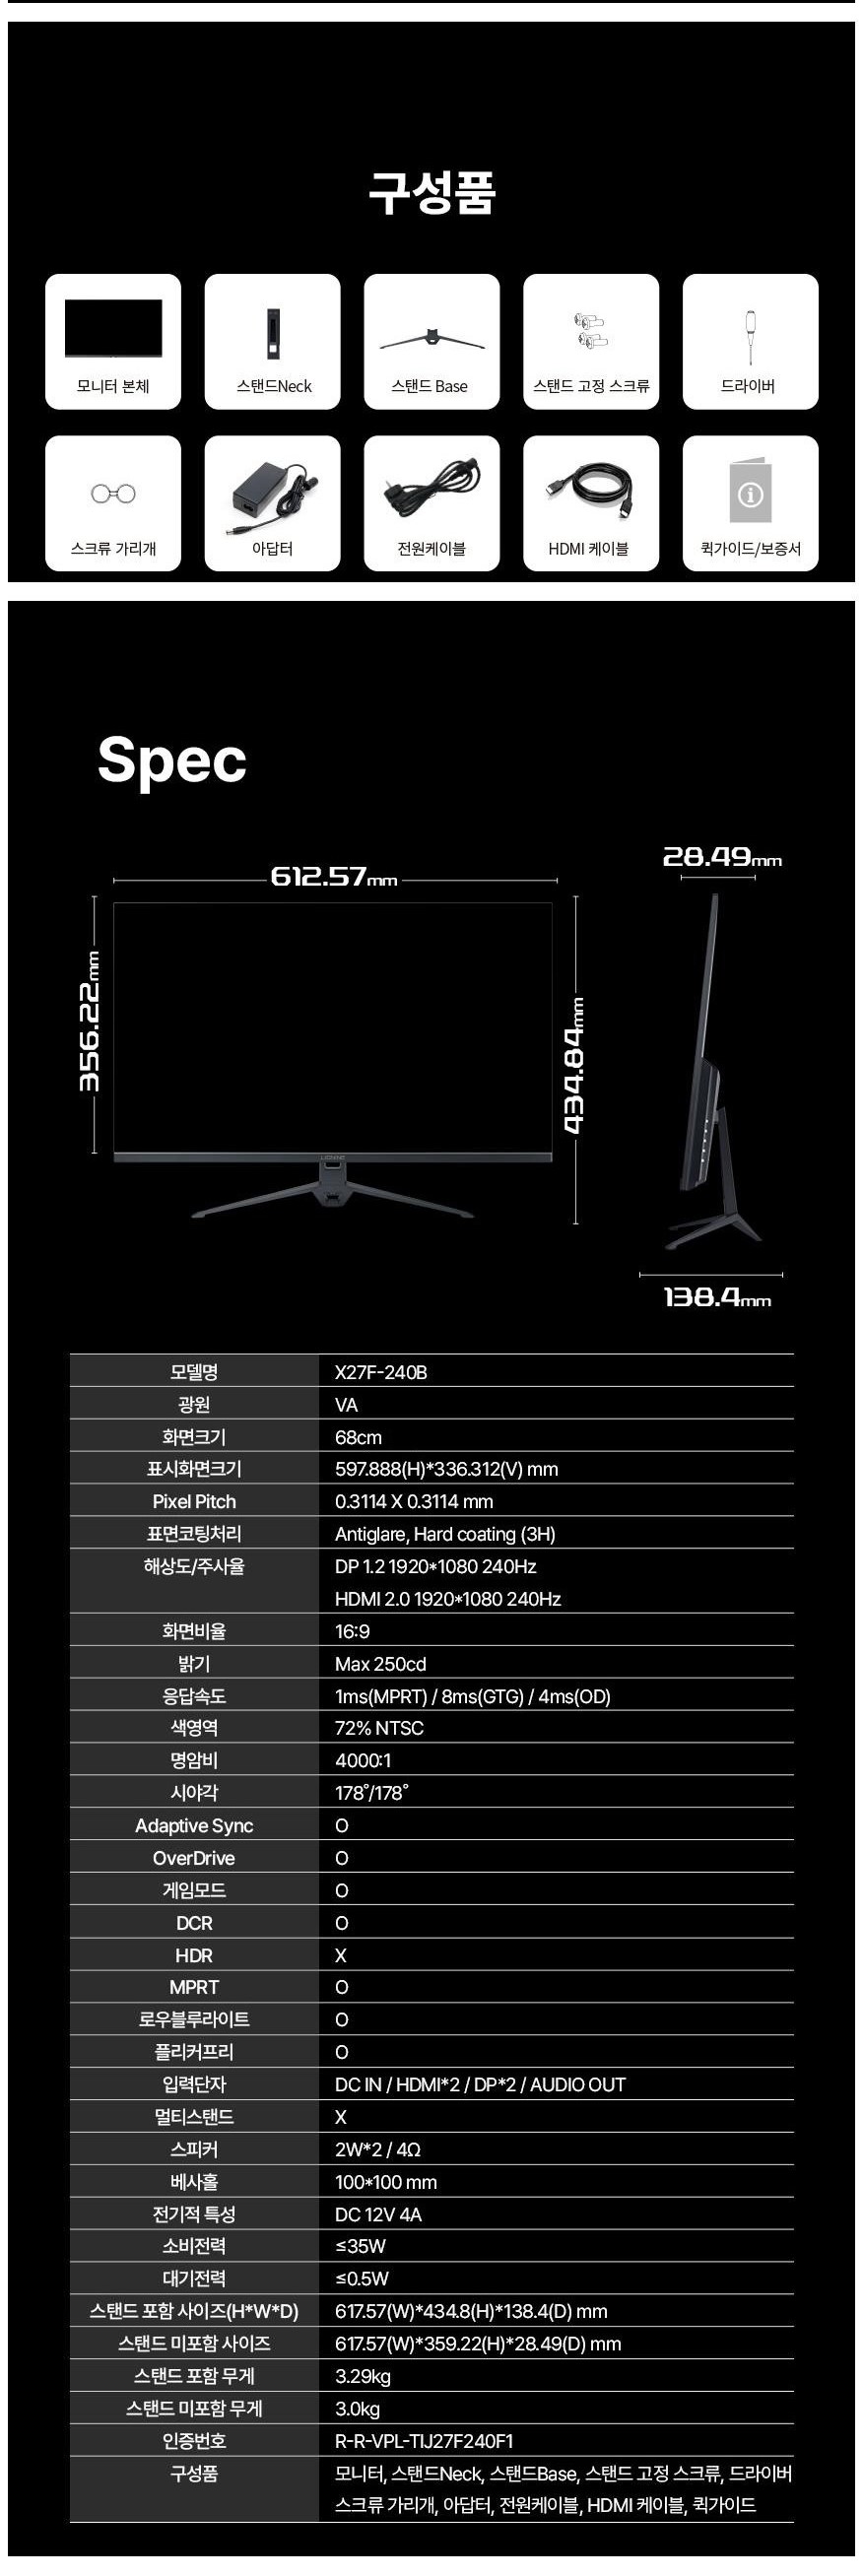 구성품
모니터 본체
스탠드Neck
스탠드 Base
스탠드 고정 스크류
드라이버
스크류 가리개
아답터
전원케이블
HDMI 케이블
퀵가이드/보증서
Spec
612.57mm
28.49mm
356.22mm
434.84mm
138.4mm
모델명 X27F-240B
광원 VA
화면크기 68cm
표시화면크기 597.888(H)*336.312(V) mm
Pixel Pitch 0.3114 X 0.3114 mm
표면코팅처리 Antiglare, Hard coating (3H)
해상도/주사율 DP 1.2 1920*1080 240Hz
HDMI 2.0 1920*1080 240Hz
화면비율 16:9
밝기 Max 250cd
응답속도 1ms(MPRT) / 8ms(GTG) / 4ms(OD)
색영역 72% NTSC
명암비 4000:1
시야각 178°/178°
Adaptive Sync O
OverDrive O
게임모드 O
DCR O
HDR X
MPRT O
로우블루라이트 O
플리커프리 O
입력단자 DC IN / HDMI*2 / DP*2 / AUDIO OUT
멀티스탠드 X
스피커 2W*2 / 4Ω
베사홀 100*100 mm
전기적 특성 DC 12V 4A
소비전력 ≤35W
대기전력 ≤0.5W
스탠드 포함 사이즈(H*W*D) 617.57(W)*434.8(H)*138.4(D) mm
스탠드 미포함 사이즈 617.57(W)*359.22(H)*28.49(D) mm
스탠드 포함 무게 3.29kg
스탠드 미포함 무게 3.0kg
인증번호 R-R-VPL-TIJ27F240F1
구성품 모니터, 스탠드Neck, 스탠드Base, 스탠드 고정 스크류, 드라이버
스크류 가리개, 아답터, 전원케이블, HDMI 케이블, 퀵가이드